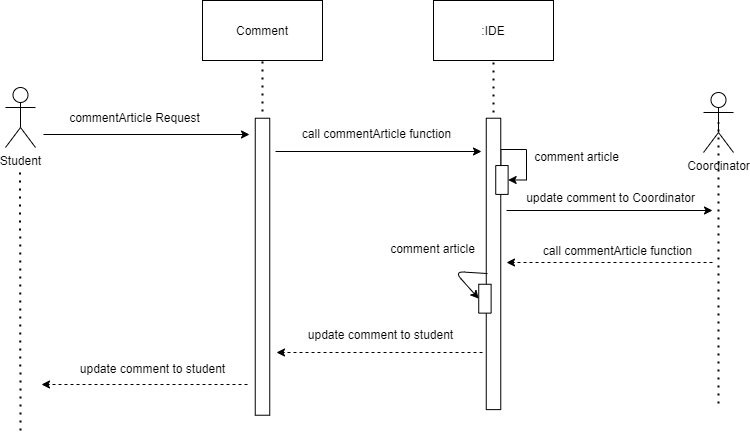 Comment
:IDE
commentArticle Request
call commentArticle function
Student
comment article
Coordinator
update comment to Coordinator
comment article
call commentArticle function
update comment to student
update comment to student